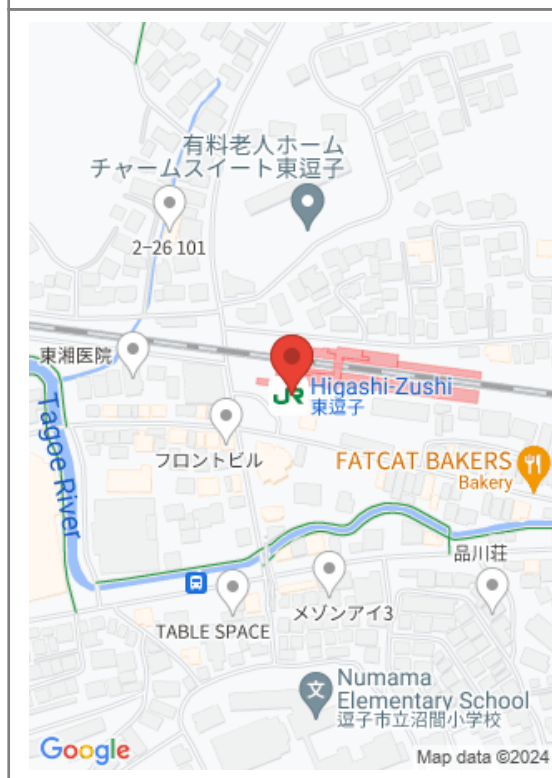 有料老人ホーム
チャームスイート東逗子
2-26 101
東湘医院
JR
Higashi-Zushi
東逗子
Tagoe River
フロントビル
FATCAT BAKERS
Bakery
品川荘
メゾンアイ3
TABLE SPACE
文
Numama
Elementary School
逗子市立沼間小学校
Google
Map data ©2024